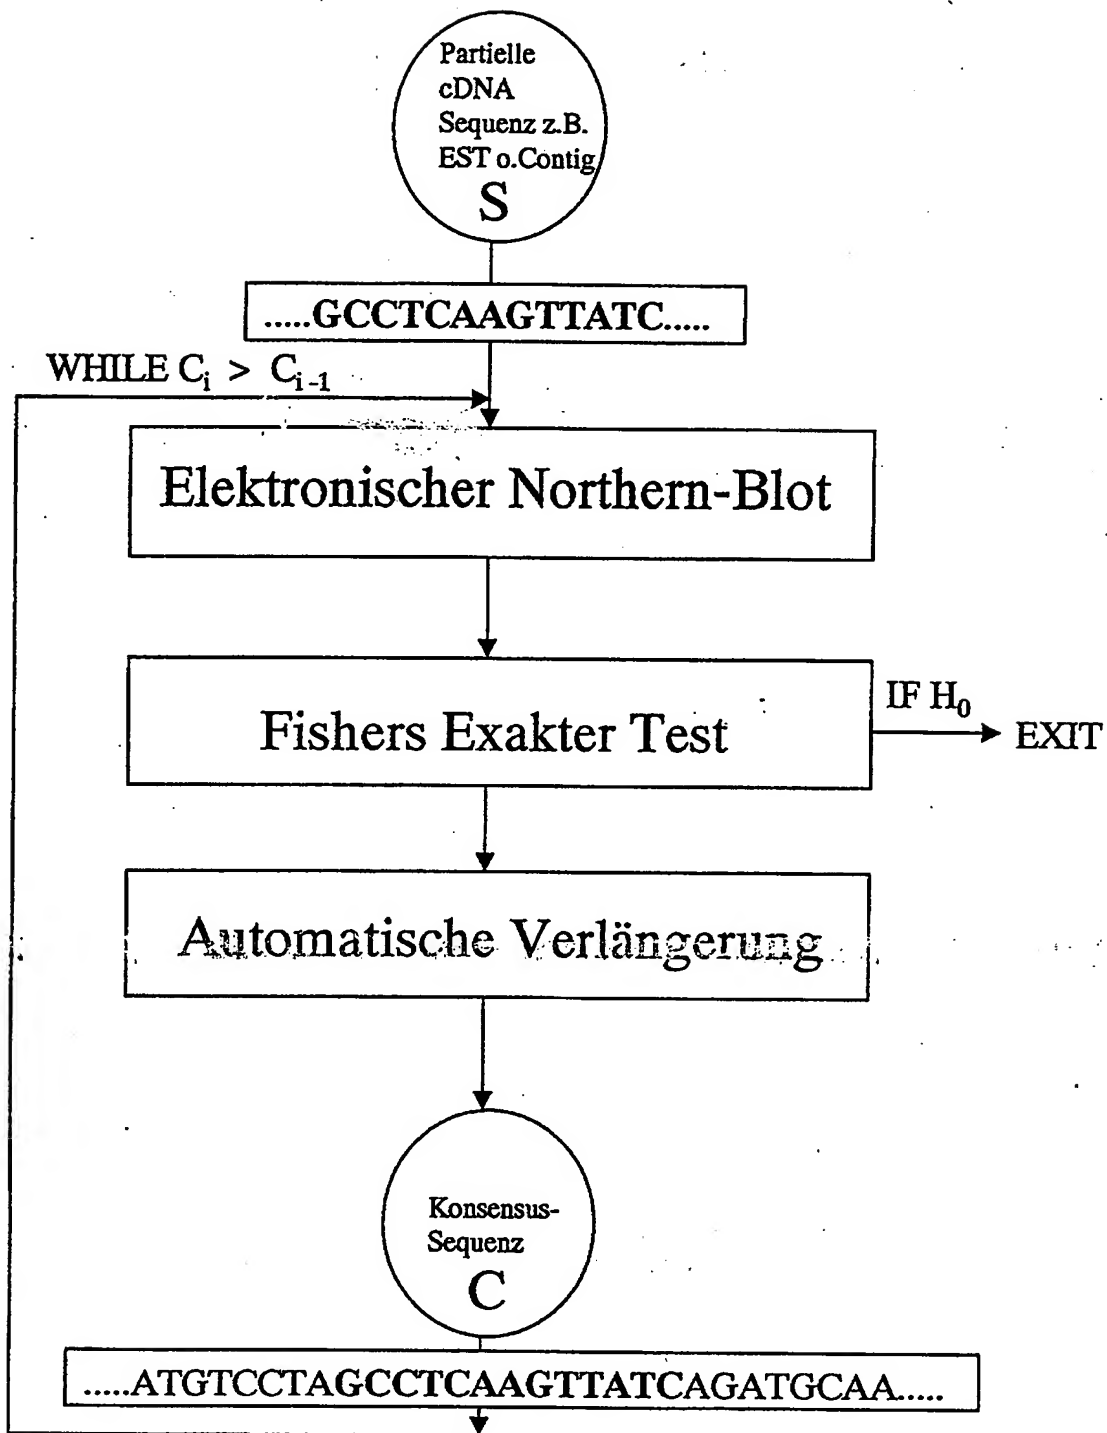 Partielle
cDNA
Sequenz z.B.
EST o.Contig
S
.....GCCTCAAGTTATC.....
WHILE Ci > Ci-1
Elektronischer Northern-Blot
Fishers Exakter Test
IF H0
EXIT
Automatische Verlängerung
Konsensus-
Sequenz
C
.....ATGTCCTAGCCTCAAGTTATCAGATGCAA.....